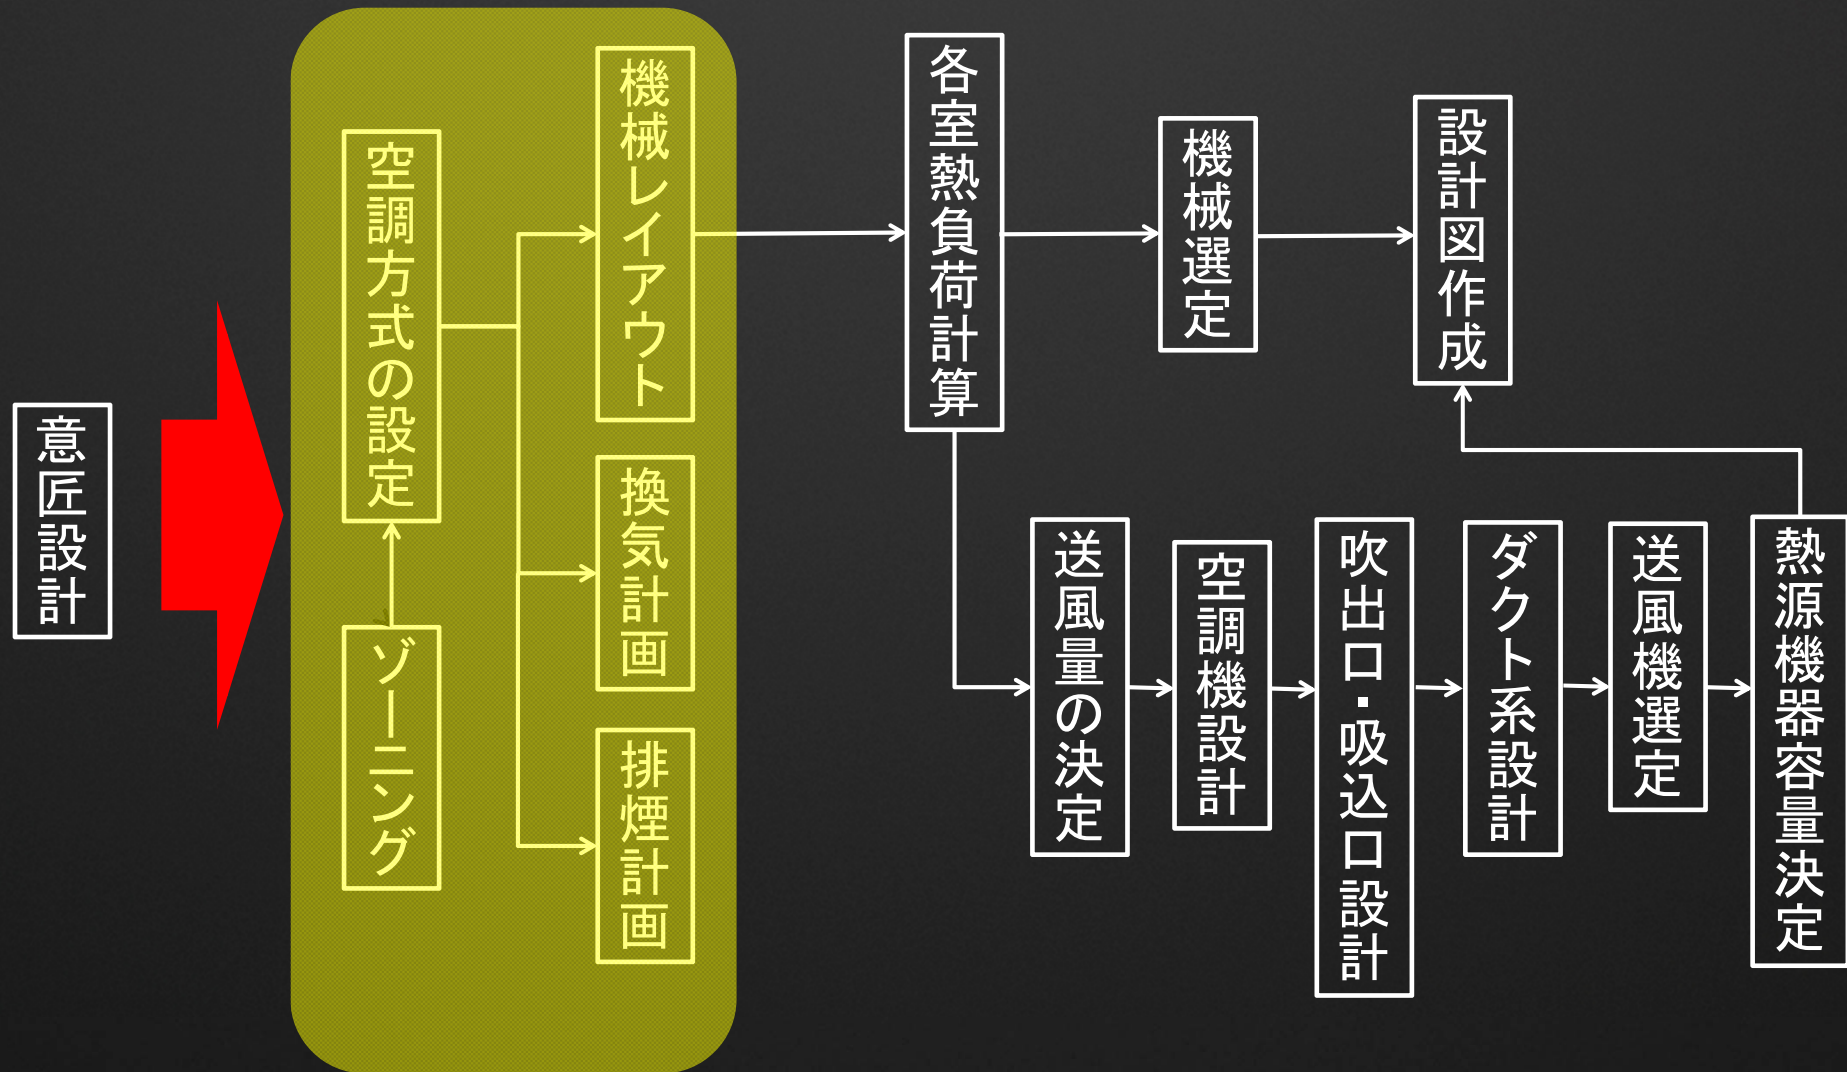 意匠設計
空調方式の設定
ゾーニング
機械レイアウト
換気計画
排煙計画
各室熱負荷計算
機械選定
設計図作成
送風量の決定
空調機設計
吹出口・吸込口設計
ダクト系設計
送風機選定
熱源機器容量決定